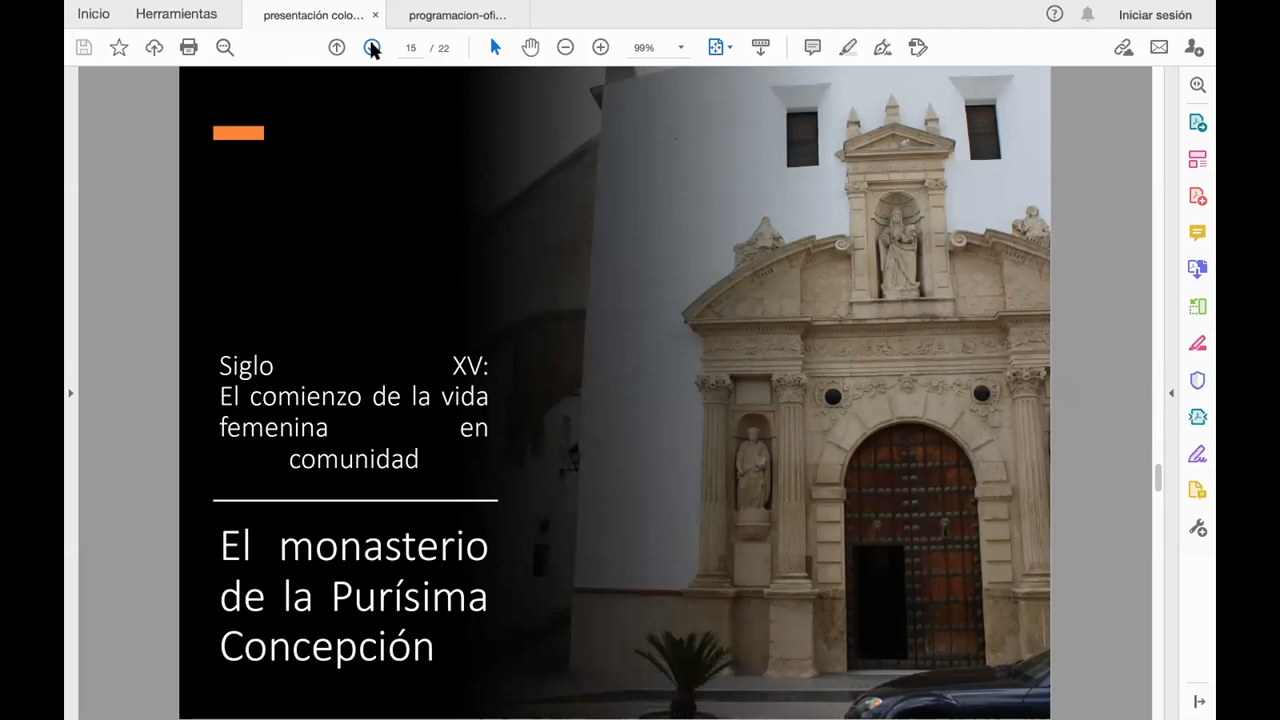 Inicio
Herramientas
presentación colo...
programacion-ofi...
Iniciar sesión
15 / 22
99%
Siglo XV:
El comienzo de la vida
femenina en
comunidad
El monasterio
de la Purísima
Concepción